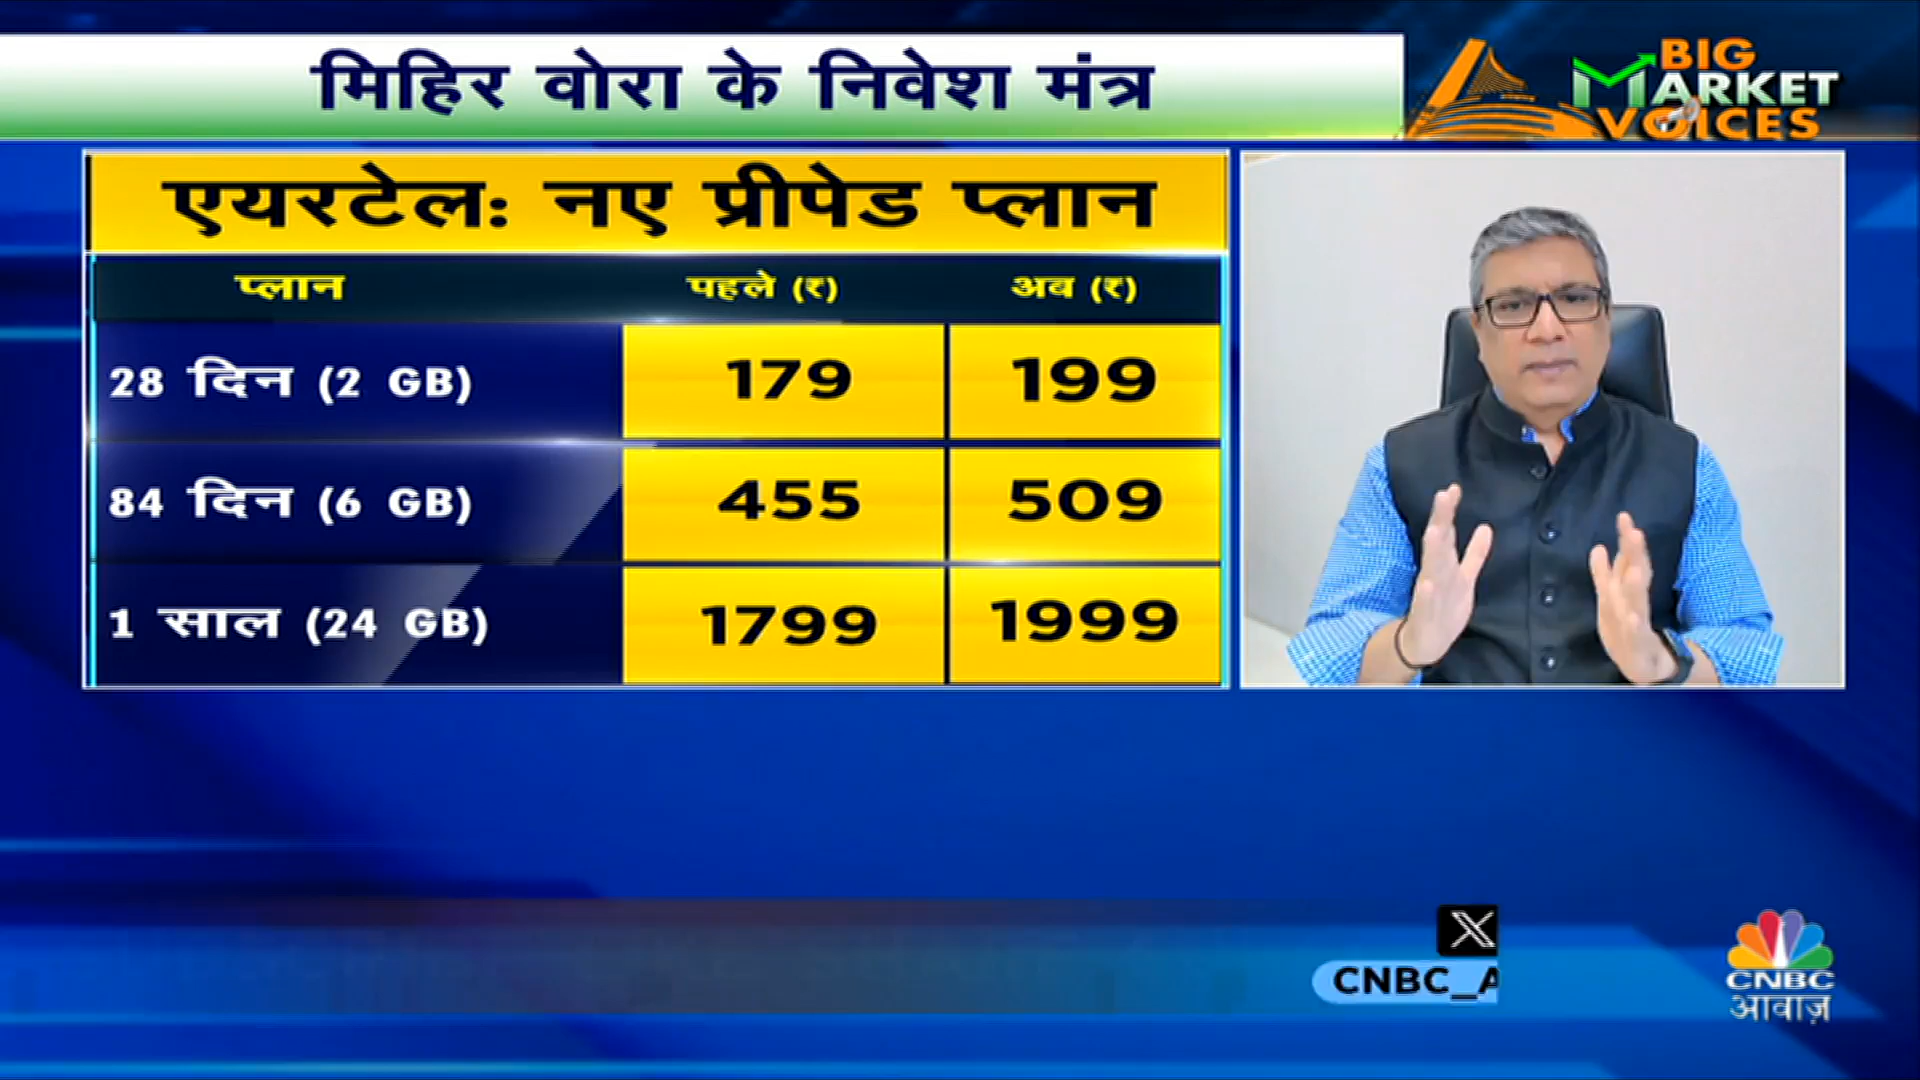 मिहिर वोरा के निवेश मंत्र
BIG
MARKET
VOICES
एयरटेल: नए प्रीपेड प्लान
प्लान पहले (₹) अब (₹)
28 दिन (2 GB) 179 199
84 दिन (6 GB) 455 509
1 साल (24 GB) 1799 1999
X
CNBC_A
CNBC
आवाज़